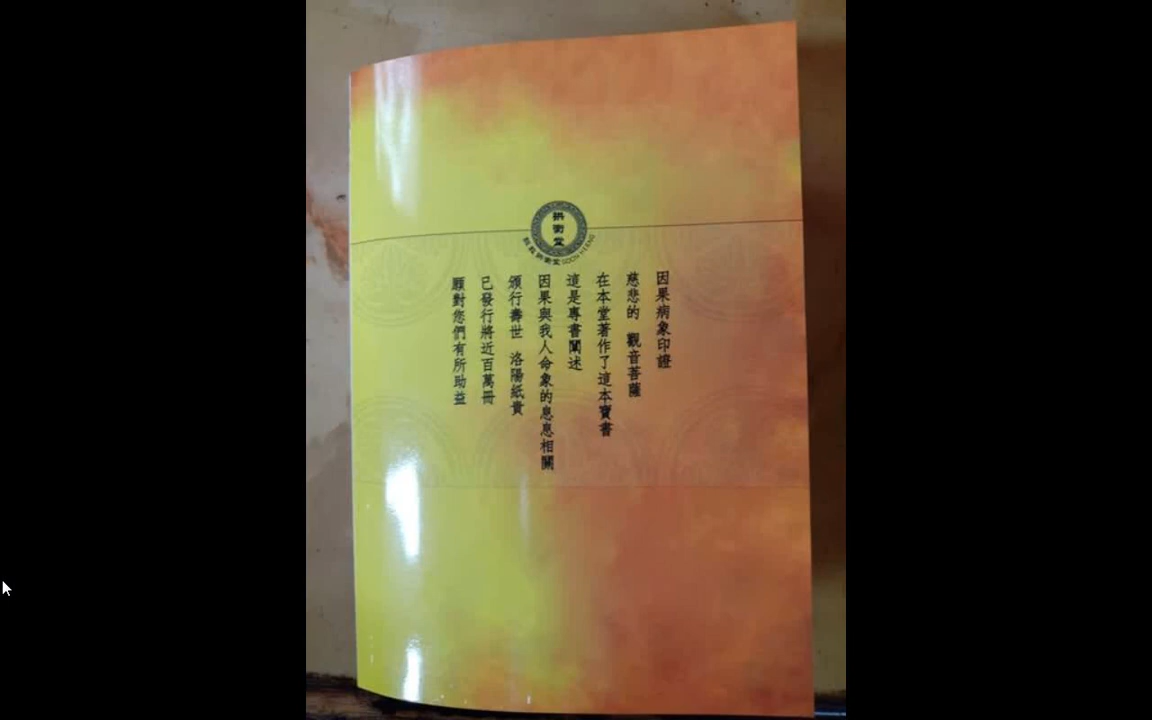 因果病象印證
慈悲的 觀音菩薩
在本堂著作了這本寶書
這是專書闡述
因果與我人命象的息息相關
頒行壽世 洛陽紙貴
已發行將近百萬冊
願對您們有所助益